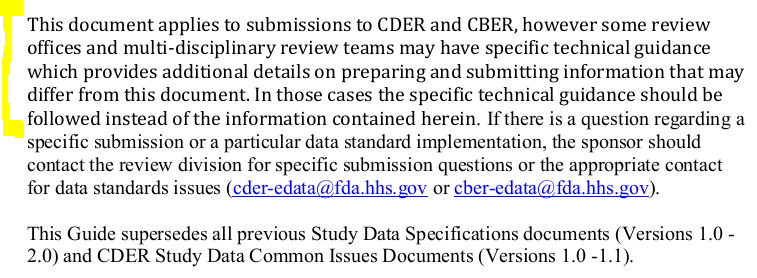 This document applies to submissions to CDER and CBER, however some review
offices and multi-disciplinary review teams may have specific technical guidance
which provides additional details on preparing and submitting information that may
differ from this document. In those cases the specific technical guidance should be
followed instead of the information contained herein. If there is a question regarding a
specific submission or a particular data standard implementation, the sponsor should
contact the review division for specific submission questions or the appropriate contact
for data standards issues (cder-edata@fda.hhs.gov or cber-edata@fda.hhs.gov).
This Guide supersedes all previous Study Data Specifications documents (Versions 1.0 -
2.0) and CDER Study Data Common Issues Documents (Versions 1.0 -1.1).